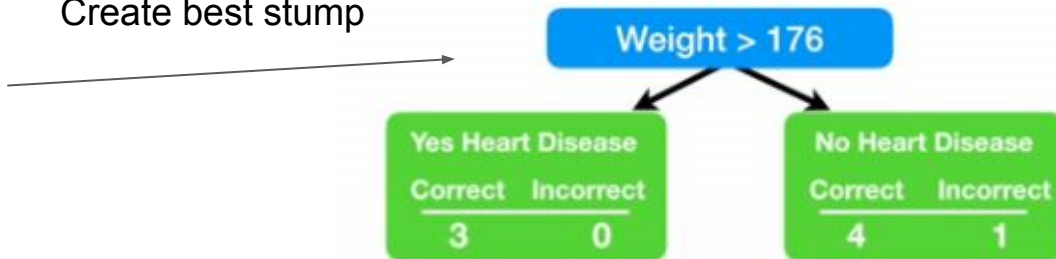 Create best stump
Weight > 176
Yes Heart Disease
Correct Incorrect
3 0
No Heart Disease
Correct Incorrect
4 1